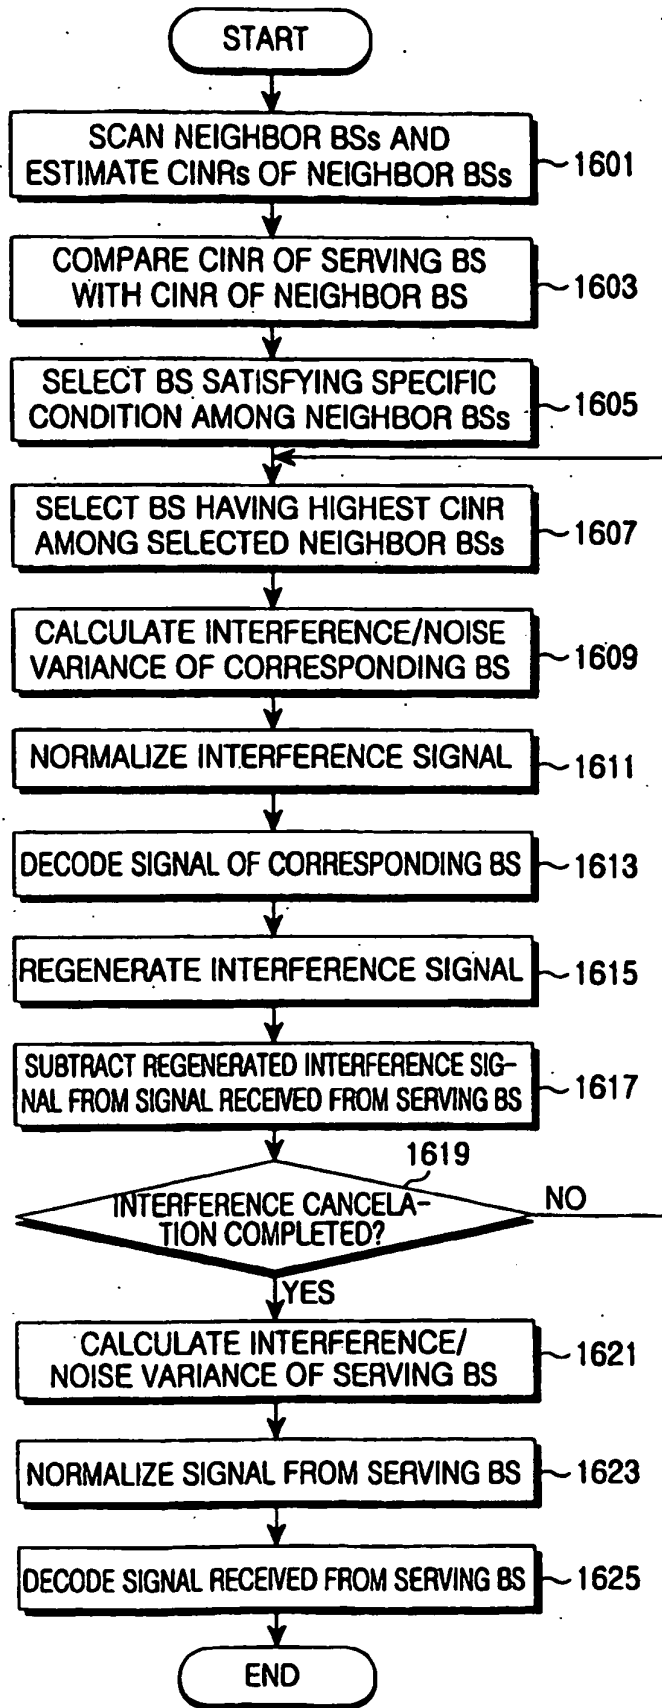 START
SCAN NEIGHBOR BSs AND
ESTIMATE CINRs OF NEIGHBOR BSs
1601
COMPARE CINR OF SERVING BS
WITH CINR OF NEIGHBOR BS
1603
SELECT BS SATISFYING SPECIFIC
CONDITION AMONG NEIGHBOR BSs
1605
SELECT BS HAVING HIGHEST CINR
AMONG SELECTED NEIGHBOR BSs
1607
CALCULATE INTERFERENCE/NOISE
VARIANCE OF CORRESPONDING BS
1609
NORMALIZE INTERFERENCE SIGNAL
1611
DECODE SIGNAL OF CORRESPONDING BS
1613
REGENERATE INTERFERENCE SIGNAL
1615
SUBTRACT REGENERATED INTERFERENCE SIG-
NAL FROM SIGNAL RECEIVED FROM SERVING BS
1617
1619
INTERFERENCE CANCELA-
TION COMPLETED?
NO
YES
CALCULATE INTERFERENCE/
NOISE VARIANCE OF SERVING BS
1621
NORMALIZE SIGNAL FROM SERVING BS
1623
DECODE SIGNAL RECEIVED FROM SERVING BS
1625
END